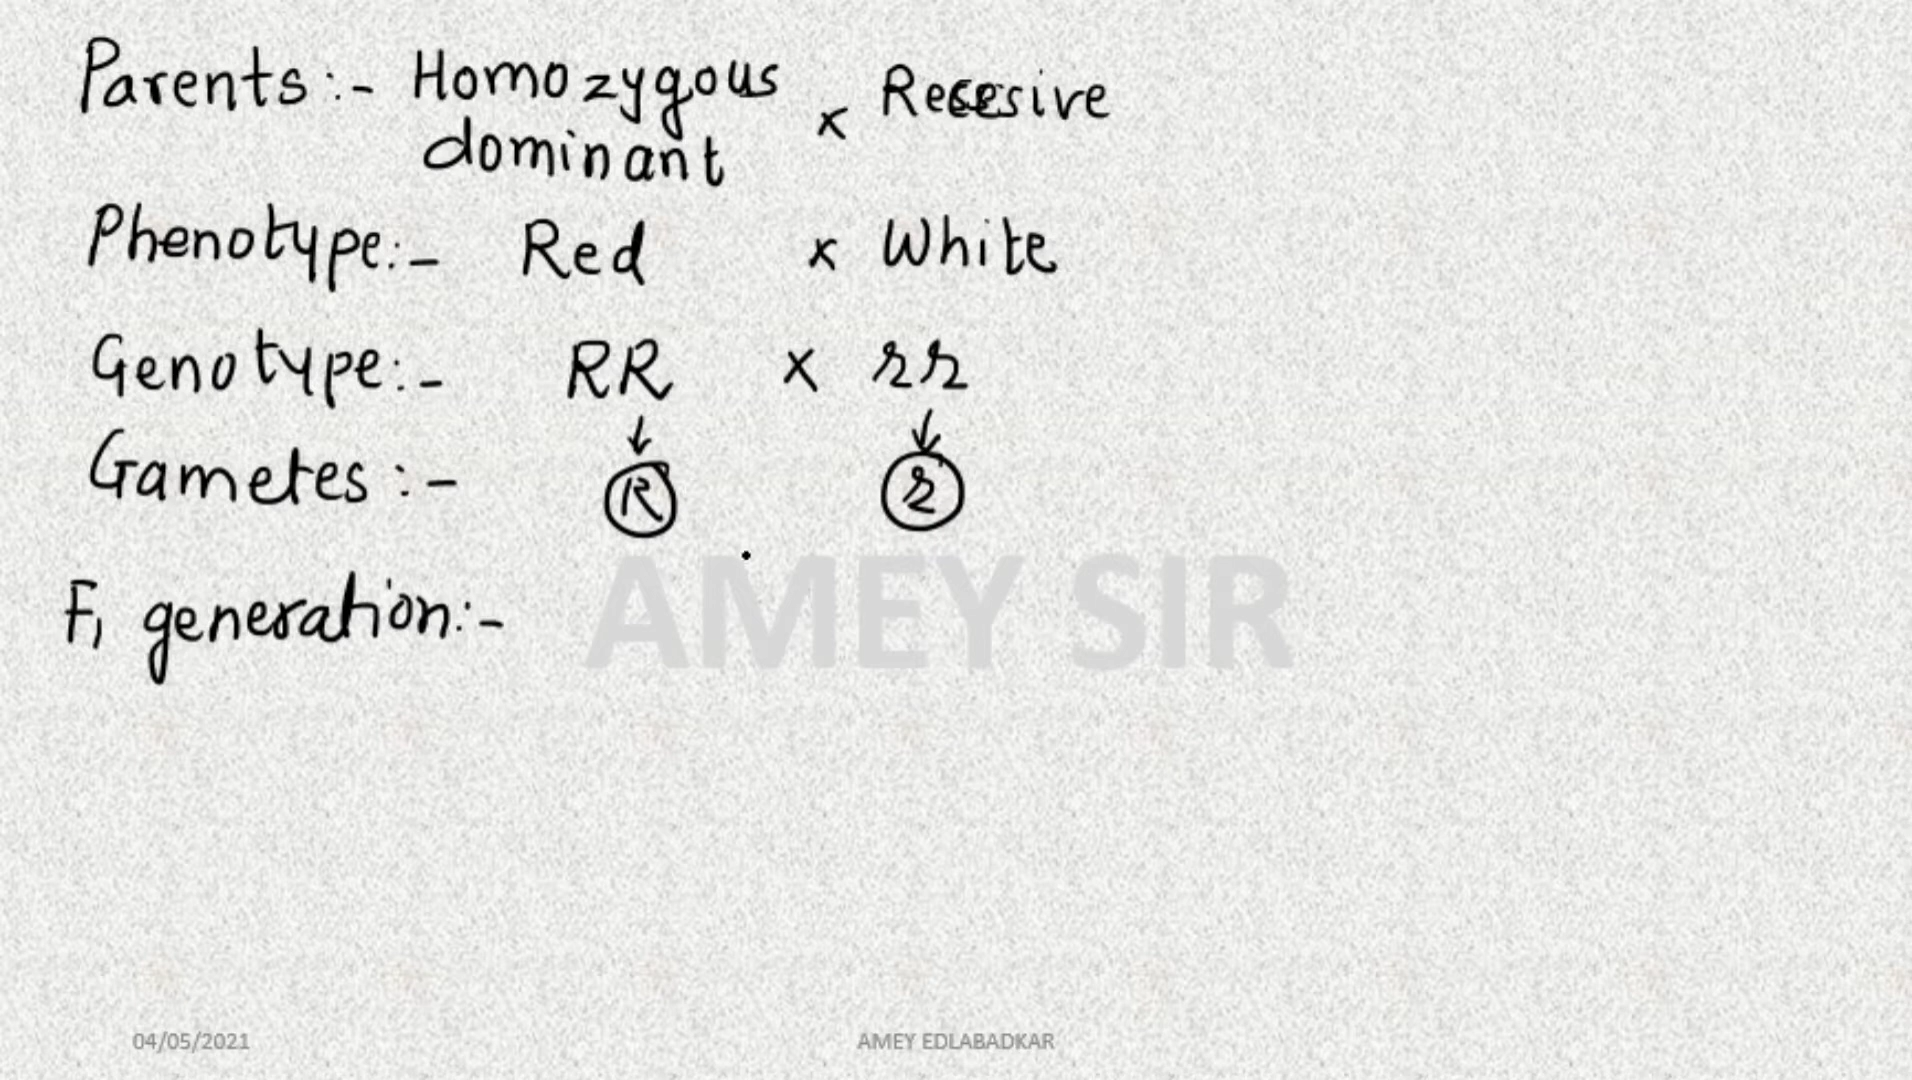 Parents:- Homozygous dominant x Recessive
Phenotype:- Red x White
Genotype:- RR x rr
Gametes:- R r
F1 generation:-
AMEY SIR
04/05/2021 AMEY EDLABADKAR